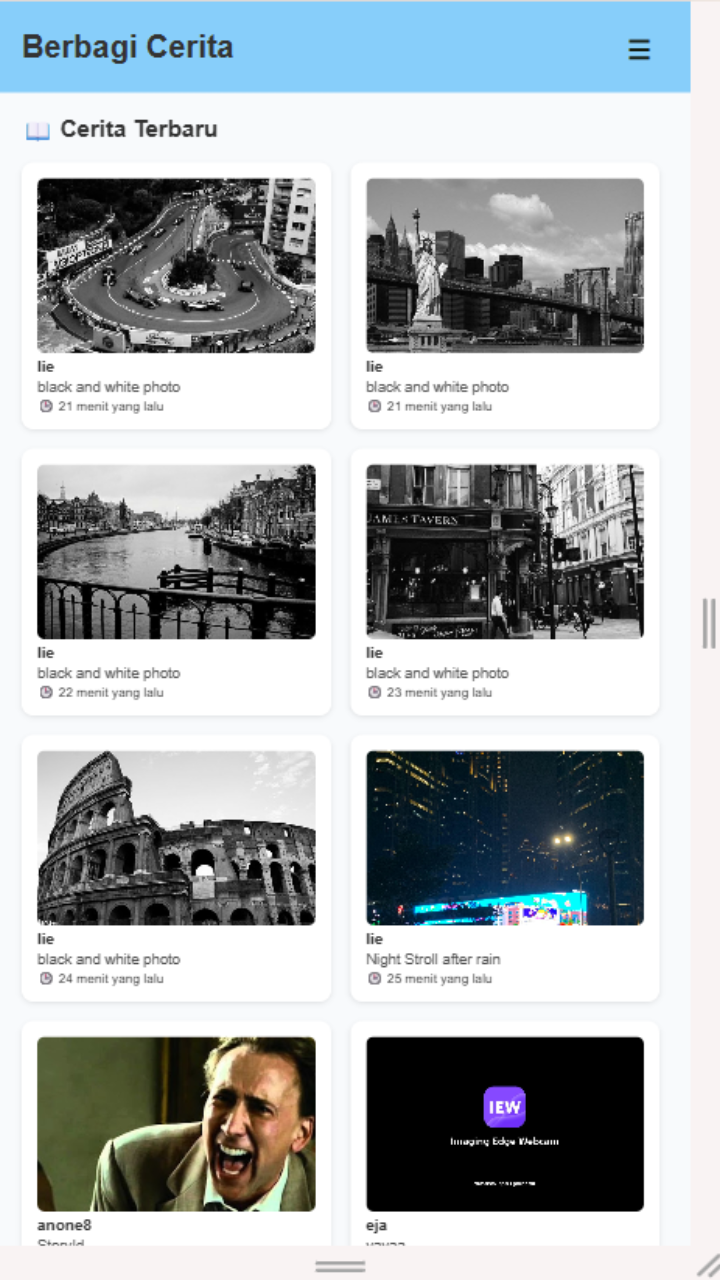 Berbagi Cerita
Cerita Terbaru
lie
black and white photo
21 menit yang lalu
lie
black and white photo
21 menit yang lalu
lie
black and white photo
22 menit yang lalu
JAMES TAVERN
lie
black and white photo
23 menit yang lalu
lie
black and white photo
24 menit yang lalu
lie
Night Stroll after rain
25 menit yang lalu
anone8
IEW
Imaging Edge Webcam
eja